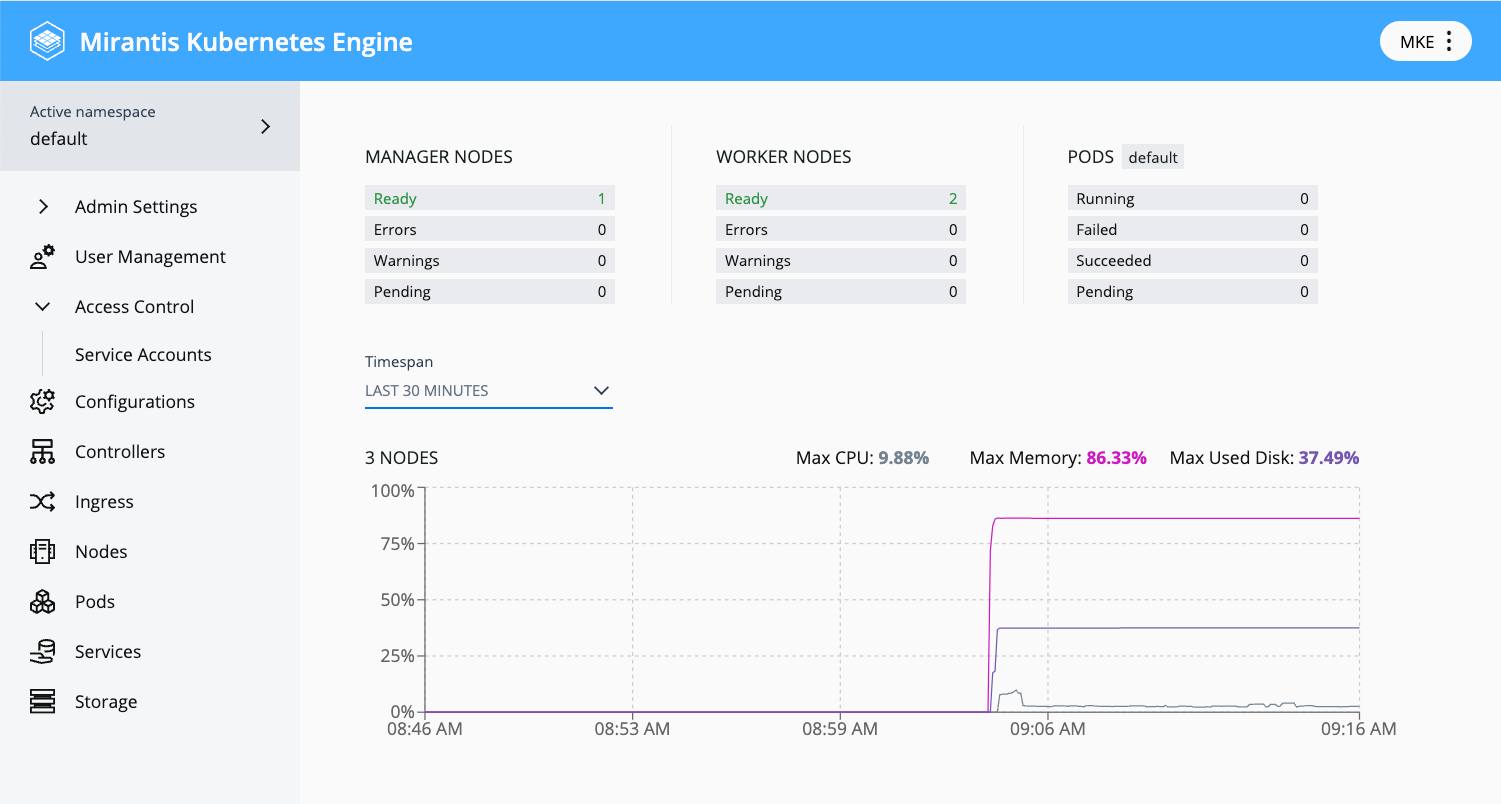 Mirantis Kubernetes Engine
MKE
Active namespace
default
Admin Settings
User Management
Access Control
Service Accounts
Configurations
Controllers
Ingress
Nodes
Pods
Services
Storage
MANAGER NODES
Ready 1
Errors 0
Warnings 0
Pending 0
WORKER NODES
Ready 2
Errors 0
Warnings 0
Pending 0
PODS default
Running 0
Failed 0
Succeeded 0
Pending 0
Timespan
LAST 30 MINUTES
3 NODES
Max CPU: 9.88% Max Memory: 86.33% Max Used Disk: 37.49%
100%
75%
50%
25%
0%
08:46 AM 08:53 AM 08:59 AM 09:06 AM 09:16 AM